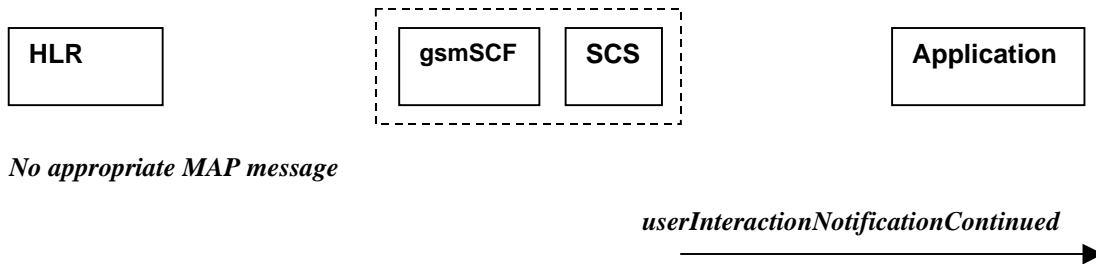 HLR gsmSCF SCS Application
No appropriate MAP message
userInteractionNotificationContinued